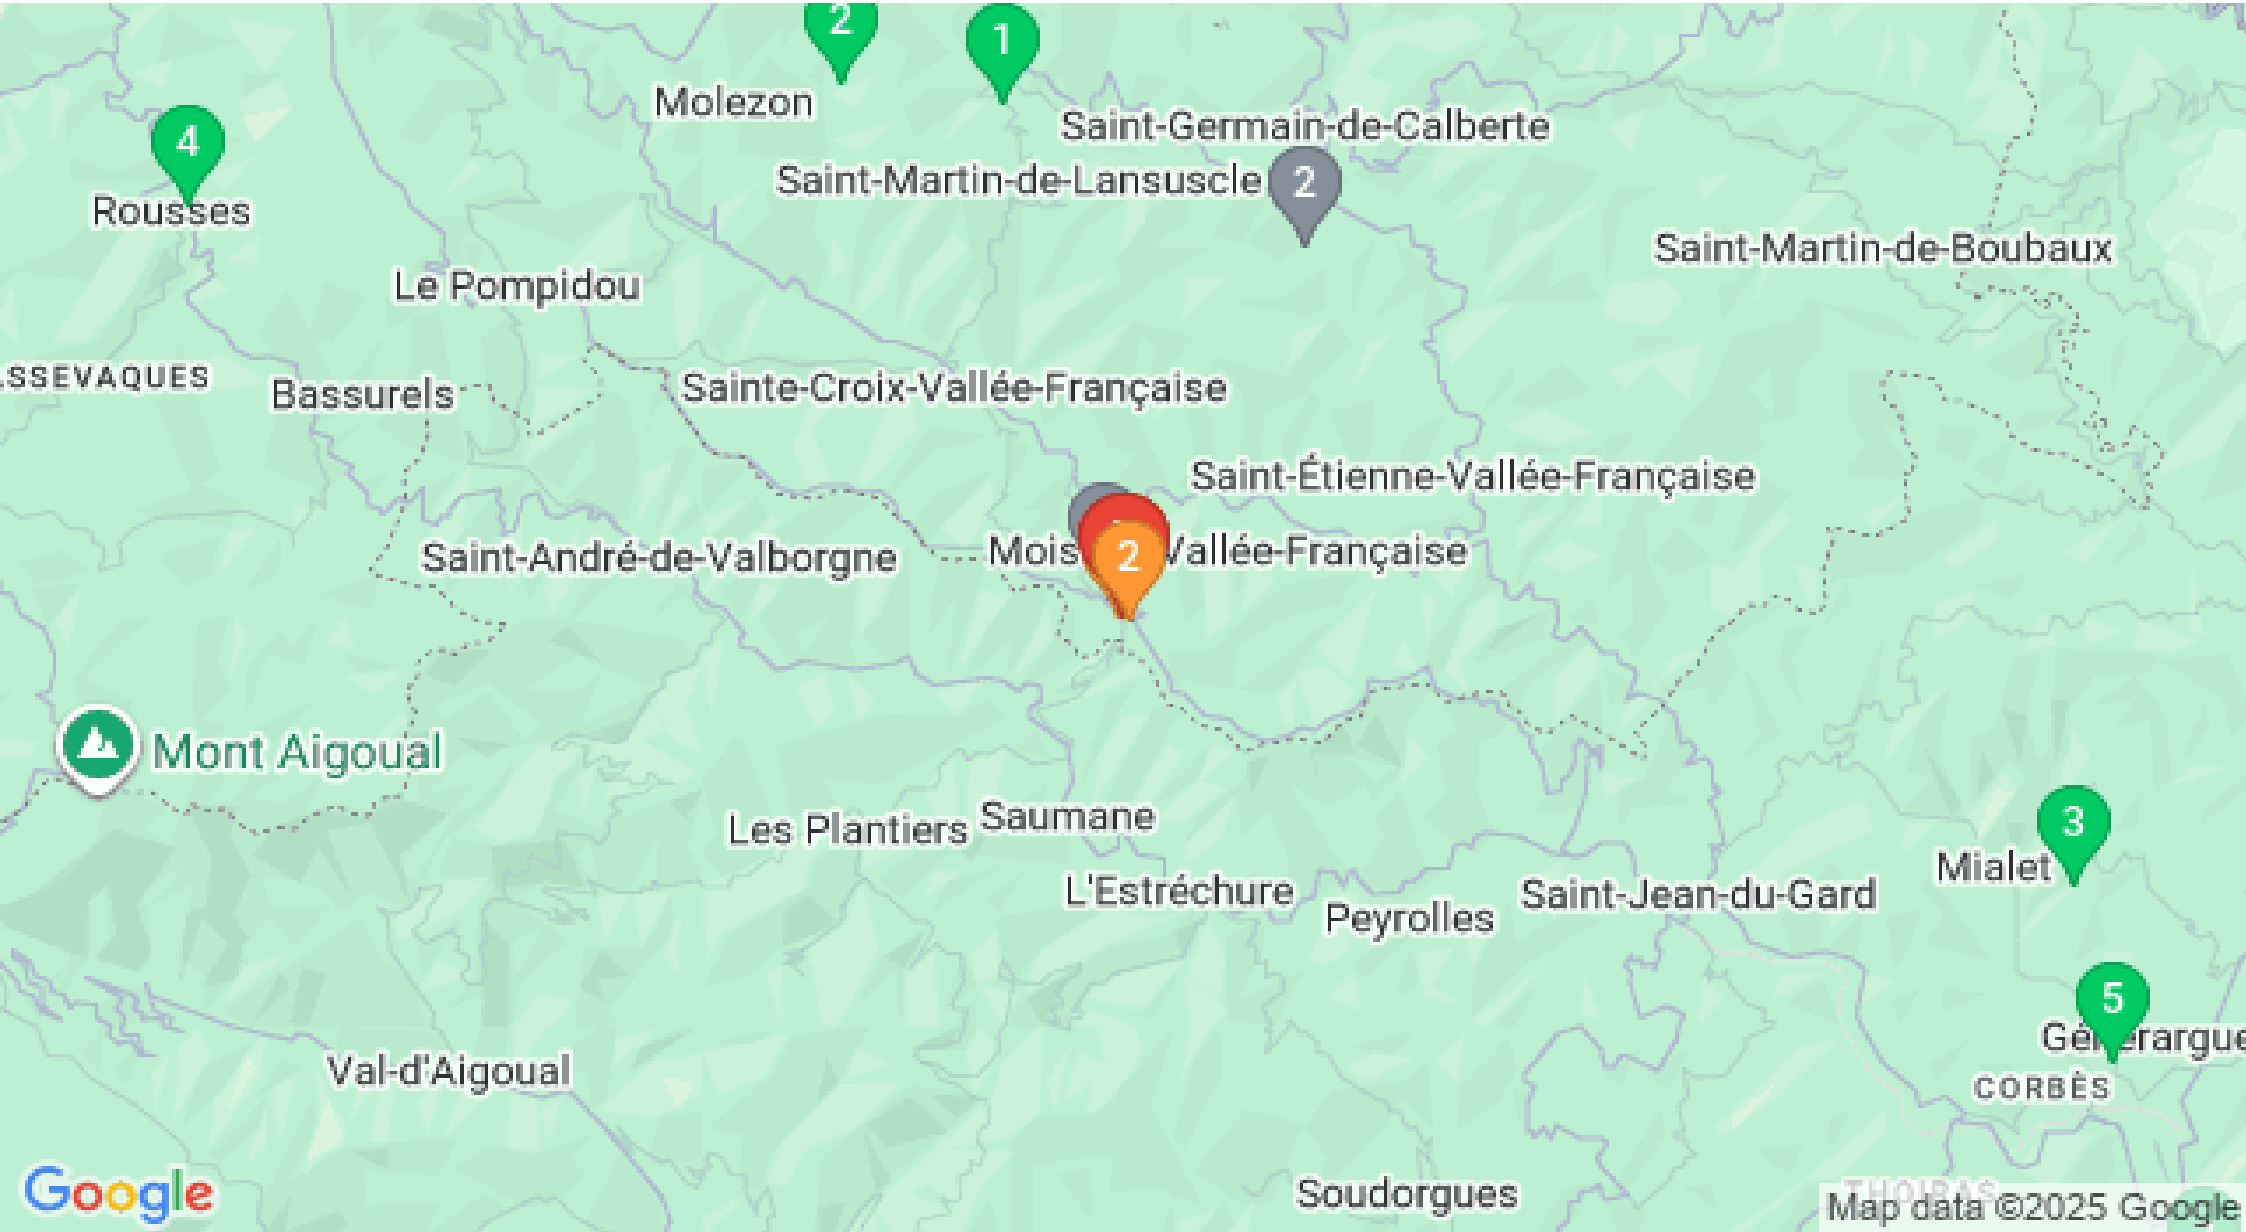 2
1
Molezon
Saint-Germain-de-Calberte
4
Saint-Martin-de-Lansuscle
2
Rousses
Saint-Martin-de-Boubaux
Le Pompidou
SSEVAQUES
Bassurels
Sainte-Croix-Vallée-Française
Saint-Étienne-Vallée-Française
Saint-André-de-Valborgne
Mois
2
Vallée-Française
Mont Aigoual
Les Plantiers
Saumane
3
Mialet
L'Estréchure
Peyrolles
Saint-Jean-du-Gard
5
Gé
érargue
CORBÈS
Val-d'Aigoual
Google
Soudorgues
THOIRAS
Map data ©2025 Google